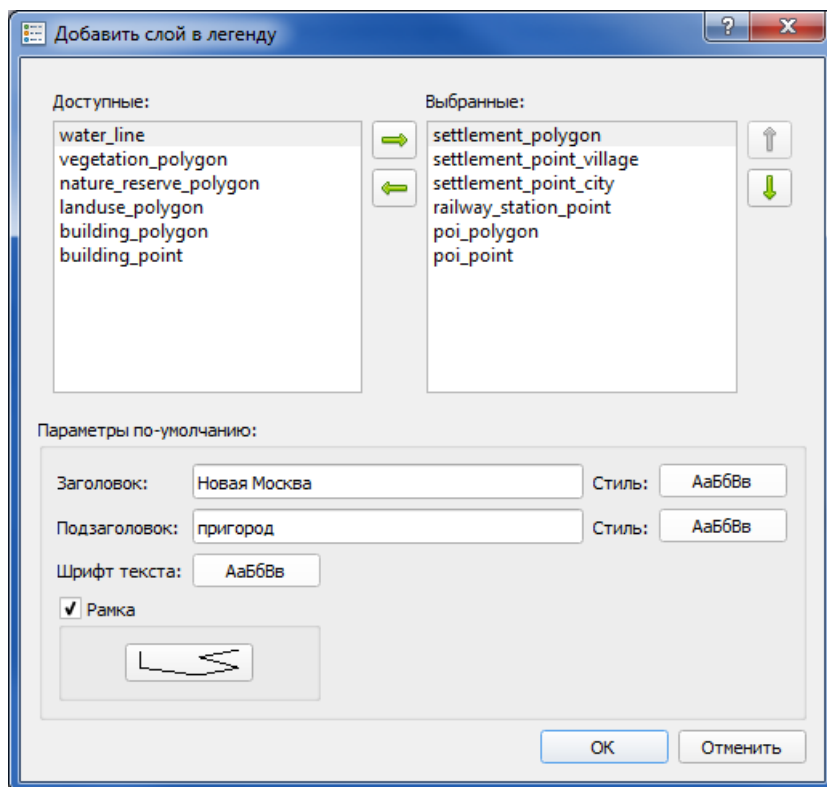 Добавить слой в легенду
Доступные:
water_line
vegetation_polygon
nature_reserve_polygon
landuse_polygon
building_polygon
building_point
Выбранные:
settlement_polygon
settlement_point_village
settlement_point_city
railway_station_point
poi_polygon
poi_point
Параметры по-умолчанию:
Заголовок: Новая Москва Стиль: АаБбВв
Подзаголовок: пригород Стиль: АаБбВв
Шрифт текста: АаБбВв
Рамка
OK Отменить